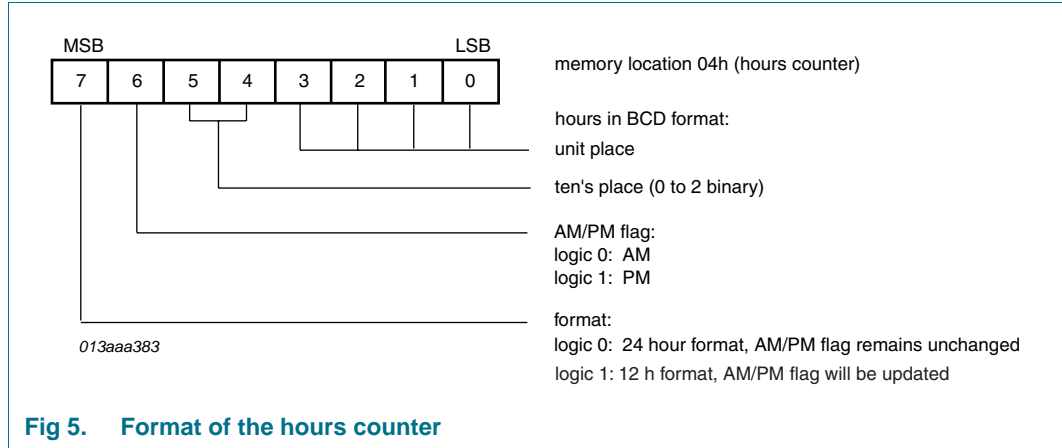 MSB LSB
7 6 5 4 3 2 1 0
memory location 04h (hours counter)
hours in BCD format:
unit place
ten's place (0 to 2 binary)
AM/PM flag:
logic 0: AM
logic 1: PM
format:
logic 0: 24 hour format, AM/PM flag remains unchanged
logic 1: 12 h format, AM/PM flag will be updated
013aaa383
Fig 5. Format of the hours counter